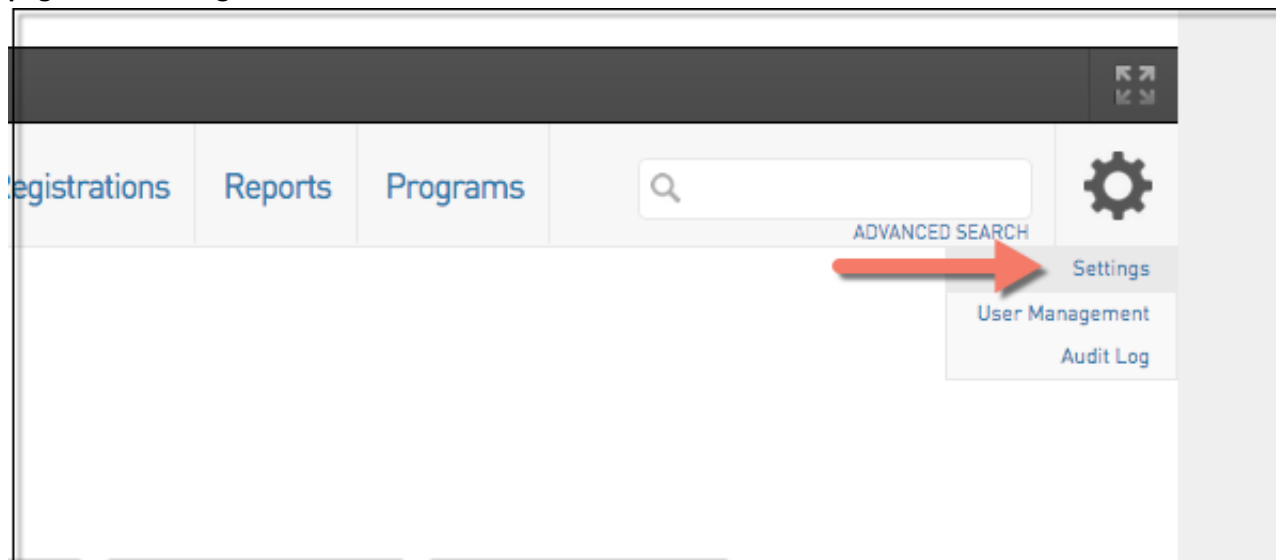 egistrations Reports Programs
ADVANCED SEARCH
Settings
User Management
Audit Log